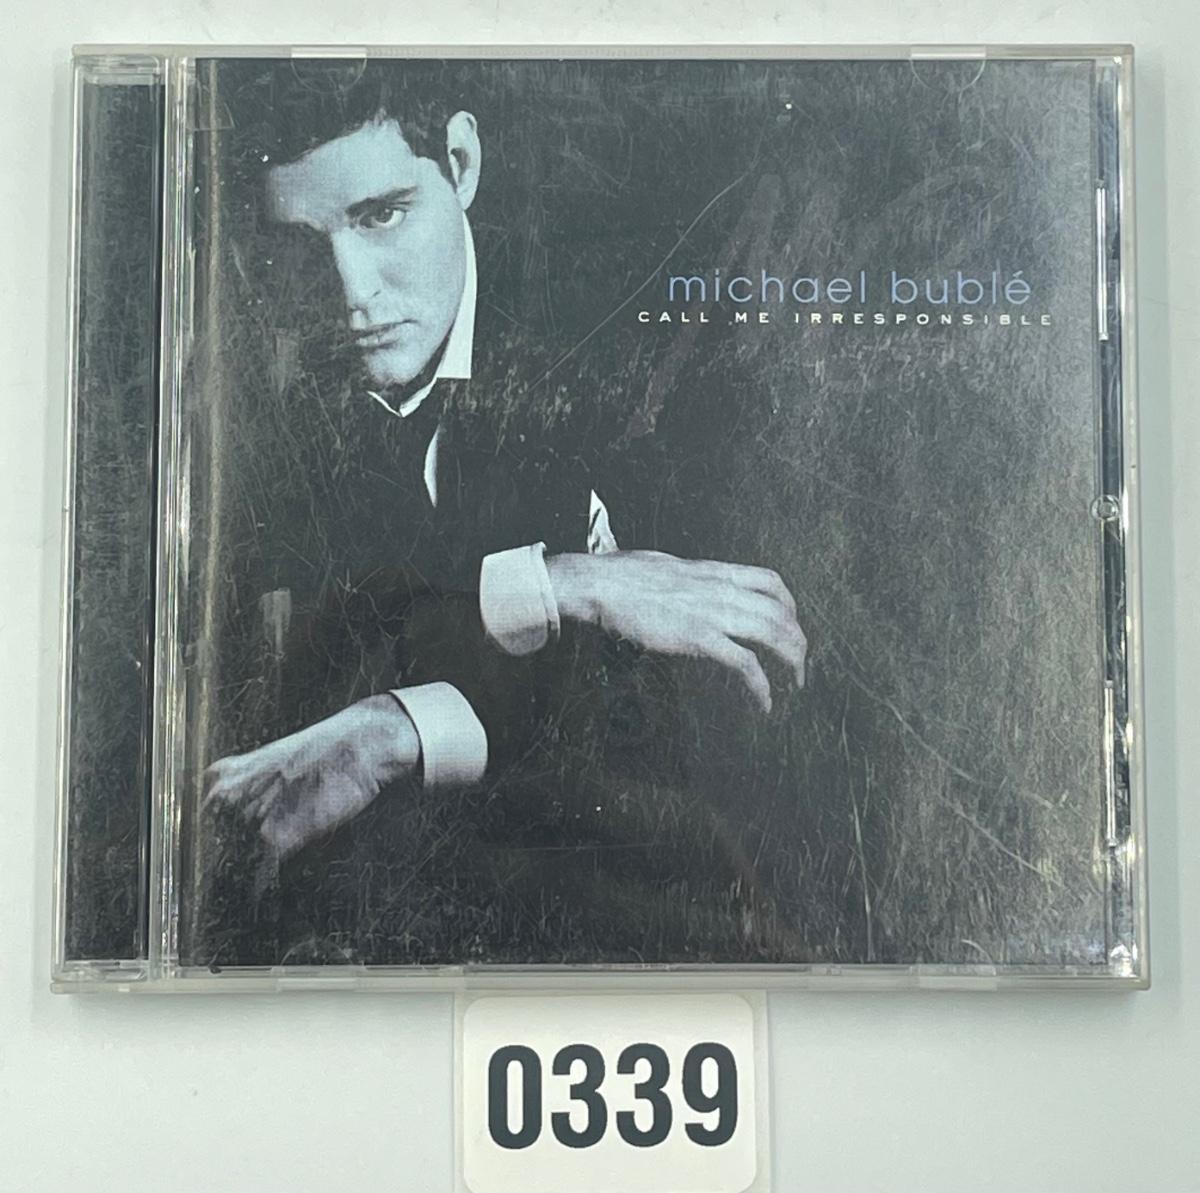 michael bublé
CALL ME IRRESPONSIBLE
0339